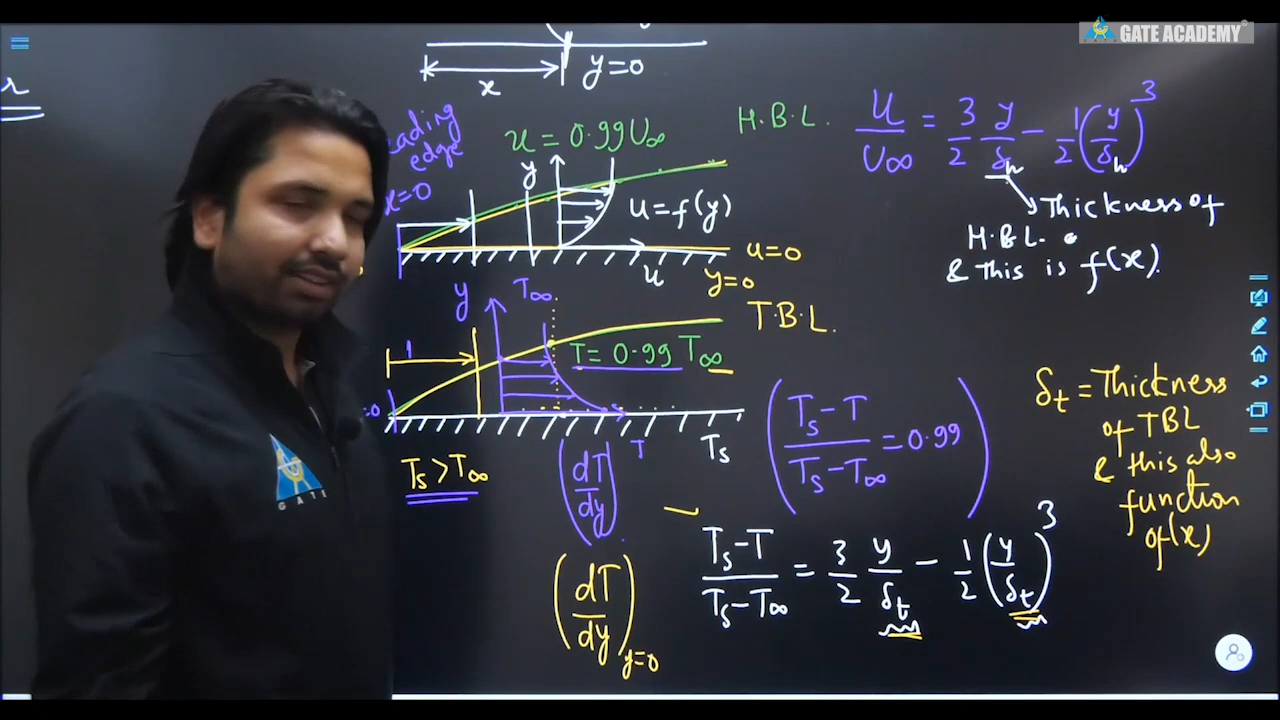 GATE ACADEMY®
r
x
y=0
eading
edge
x=0
u = 0.99U∞
H.B.L.
u/U∞ = 3/2 y/δh - 1/2 (y/δh)^3
Thickness of
H.B.L.
& this is f(x).
y
u=f(y)
u=0
u
y=0
y
T∞
T.B.L.
T= 0.99 T∞
=0
T
Ts
Ts > T∞
(dT/dy)
(Ts-T/Ts-T∞ = 0.99)
δt = Thickness
of TBL
& this also
function
of(x)
(dT/dy)y=0
Ts-T/Ts-T∞ = 3/2 y/δt - 1/2 (y/δt)^3
GATE